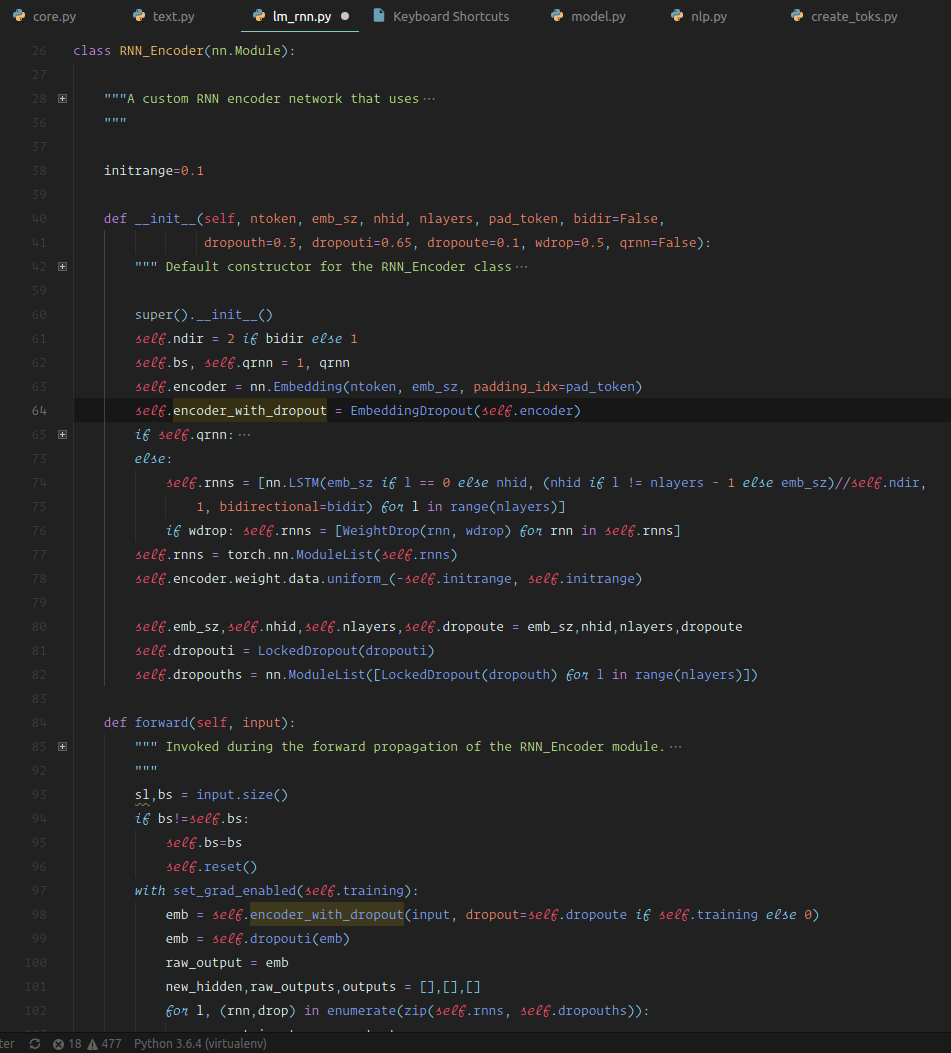 core.py text.py lm_rnn.py Keyboard Shortcuts model.py nlp.py create_toks.py
26 class RNN_Encoder(nn.Module):
27
28 """A custom RNN encoder network that uses···
36 """
37
38 initrange=0.1
39
40 def __init__(self, ntoken, emb_sz, nhid, nlayers, pad_token, bidir=False,
41 dropouth=0.3, dropouti=0.65, dropoute=0.1, wdrop=0.5, qrnn=False):
42 """ Default constructor for the RNN_Encoder class···
59
60 super().__init__()
61 self.ndir = 2 if bidir else 1
62 self.bs, self.qrnn = 1, qrnn
63 self.encoder = nn.Embedding(ntoken, emb_sz, padding_idx=pad_token)
64 self.encoder_with_dropout = EmbeddingDropout(self.encoder)
65 if self.qrnn:···
73 else:
74 self.rnns = [nn.LSTM(emb_sz if l == 0 else nhid, (nhid if l != nlayers - 1 else emb_sz)//self.ndir,
75 1, bidirectional=bidir) for l in range(nlayers)]
76 if wdrop: self.rnns = [WeightDrop(rnn, wdrop) for rnn in self.rnns]
77 self.rnns = torch.nn.ModuleList(self.rnns)
78 self.encoder.weight.data.uniform_(-self.initrange, self.initrange)
79
80 self.emb_sz,self.nhid,self.nlayers,self.dropoute = emb_sz,nhid,nlayers,dropoute
81 self.dropouti = LockedDropout(dropouti)
82 self.dropouths = nn.ModuleList([LockedDropout(dropouth) for l in range(nlayers)])
83
84 def forward(self, input):
85 """ Invoked during the forward propagation of the RNN_Encoder module.···
92 """
93 sl,bs = input.size()
94 if bs!=self.bs:
95 self.bs=bs
96 self.reset()
97 with set_grad_enabled(self.training):
98 emb = self.encoder_with_dropout(input, dropout=self.dropoute if self.training else 0)
99 emb = self.dropouti(emb)
100 raw_output = emb
101 new_hidden,raw_outputs,outputs = [],[],[]
102 for l, (rnn,drop) in enumerate(zip(self.rnns, self.dropouths)):
ter 18 477 Python 3.6.4 (virtualenv)